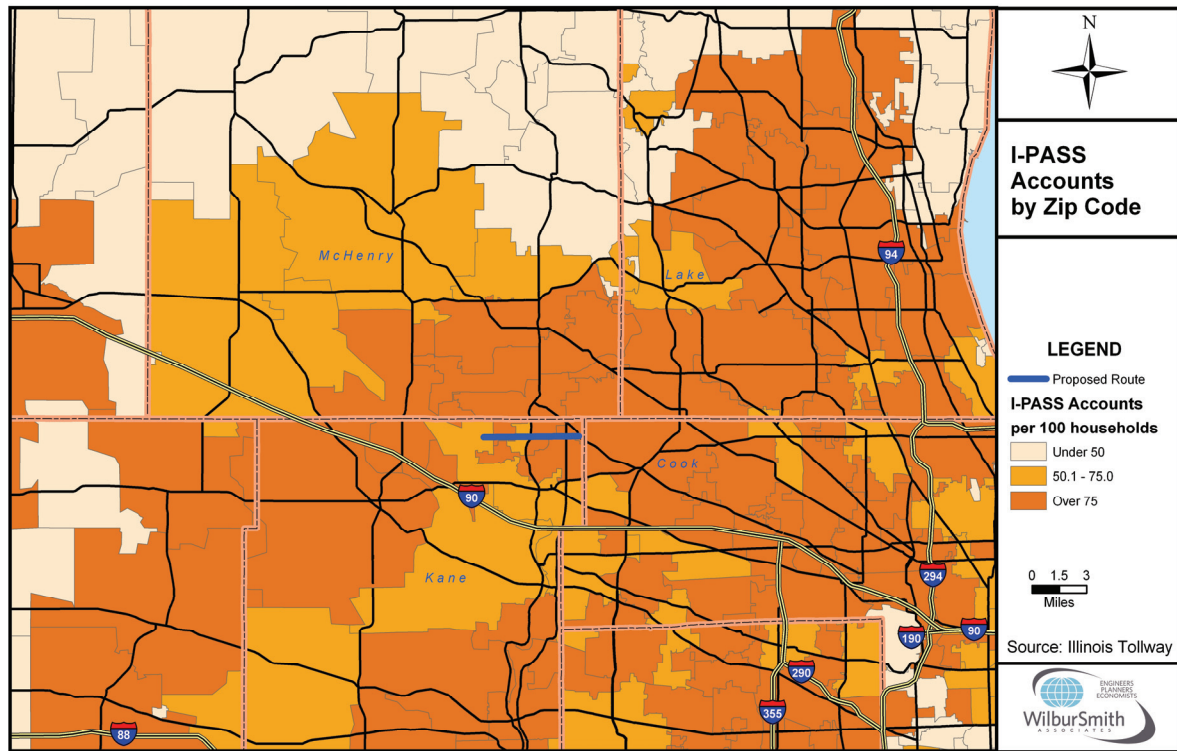 N
I-PASS
Accounts
by Zip Code
McHenry
Lake
94
LEGEND
Proposed Route
I-PASS Accounts
per 100 households
Under 50
50.1 - 75.0
Over 75
Cook
90
Kane
294
0 1.5 3
Miles
190
90
Source: Illinois Tollway
290
355
88
ENGINEERS
PLANNERS
ECONOMISTS
WilburSmith
ASSOCIATES